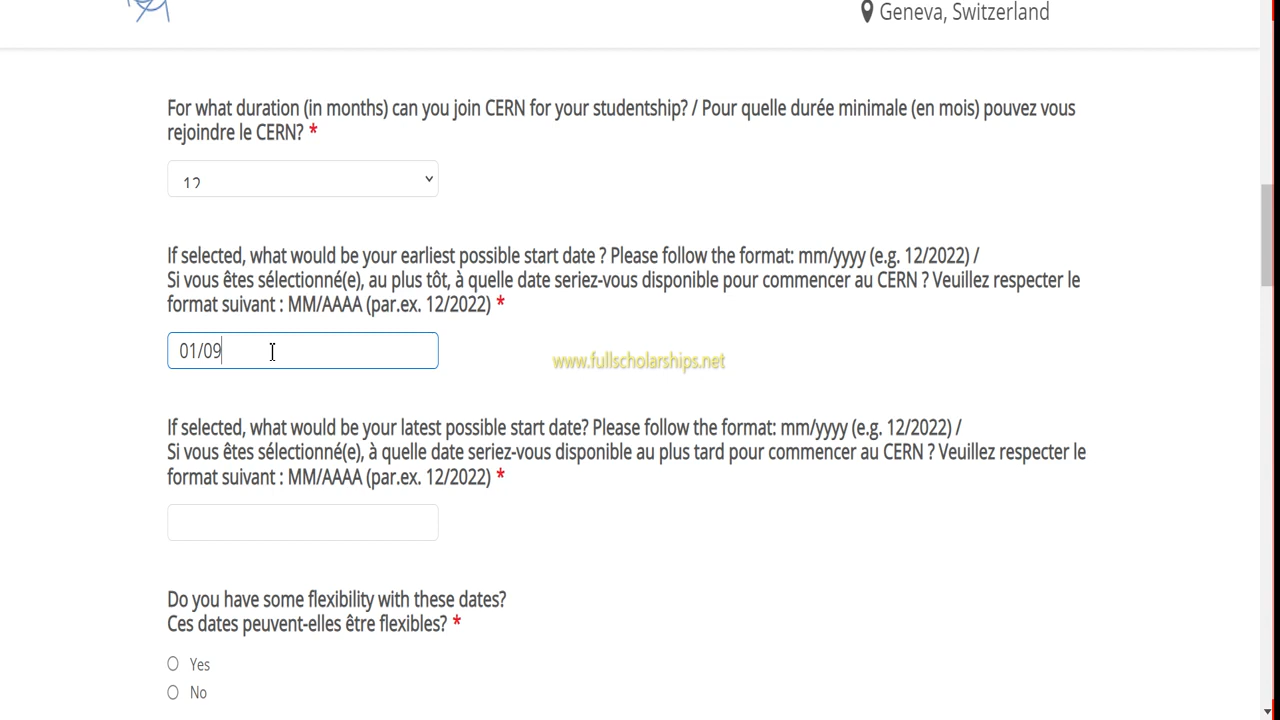 Geneva, Switzerland
For what duration (in months) can you join CERN for your studentship? / Pour quelle durée minimale (en mois) pouvez vous
rejoindre le CERN? *
12
If selected, what would be your earliest possible start date ? Please follow the format: mm/yyyy (e.g. 12/2022) /
Si vous êtes sélectionné(e), au plus tôt, à quelle date seriez-vous disponible pour commencer au CERN ? Veuillez respecter le
format suivant : MM/AAAA (par.ex. 12/2022) *
01/09
www.fullscholarships.net
If selected, what would be your latest possible start date? Please follow the format: mm/yyyy (e.g. 12/2022) /
Si vous êtes sélectionné(e), à quelle date seriez-vous disponible au plus tard pour commencer au CERN ? Veuillez respecter le
format suivant : MM/AAAA (par.ex. 12/2022) *
Do you have some flexibility with these dates?
Ces dates peuvent-elles être flexibles? *
Yes
No